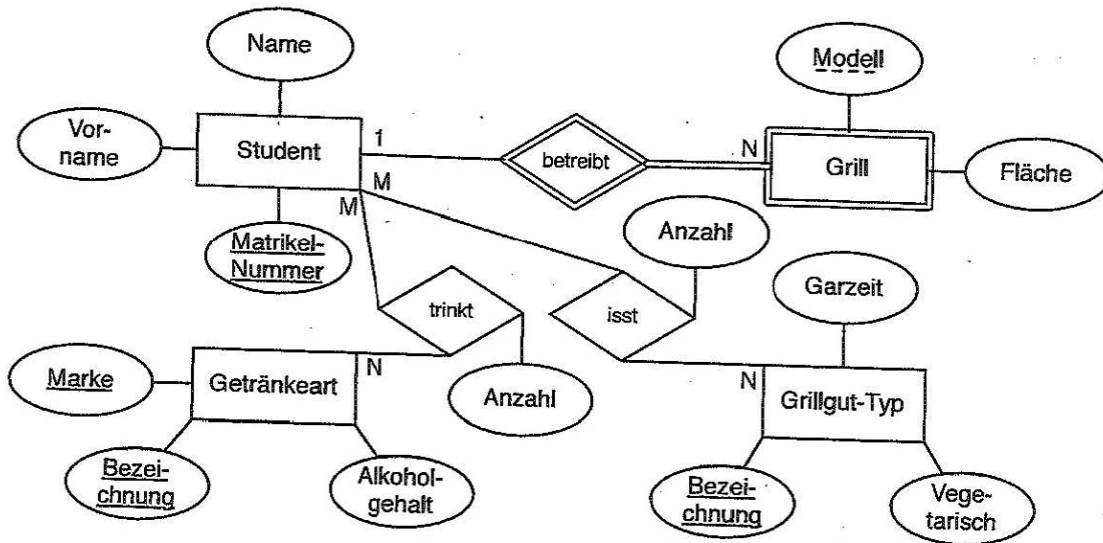 Name
Modell
Vor-
name
Student
1
betreibt
N
Grill
Fläche
M
M
Matrikel-
Nummer
Anzahl
Garzeit
trinkt
isst
Marke
Getränkeart
N
Anzahl
N
Grillgut-Typ
Bezei-
chnung
Alkohol-
gehalt
Bezei-
chnung
Vege-
tarisch